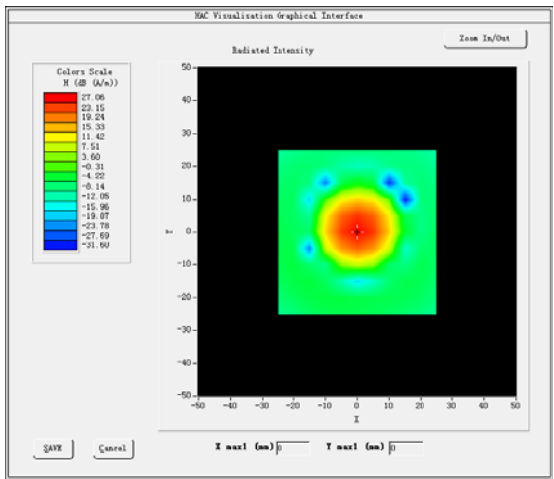 HAC Visualisation Graphical Interface
Zoom In/Out
Radiated Intensity
Colors Scale
H (dB (A/m))
27.06
23.15
19.24
15.33
11.42
7.51
3.60
-0.31
-4.22
-8.14
-12.05
-15.96
-19.87
-23.78
-27.69
-31.60
50
40
30
20
10
Y 0
-10
-20
-30
-40
-50
-50 -40 -30 -20 -10 0 10 20 30 40 50
X
SAVE Cancel X max1 (mm) 0 Y max1 (mm) 0